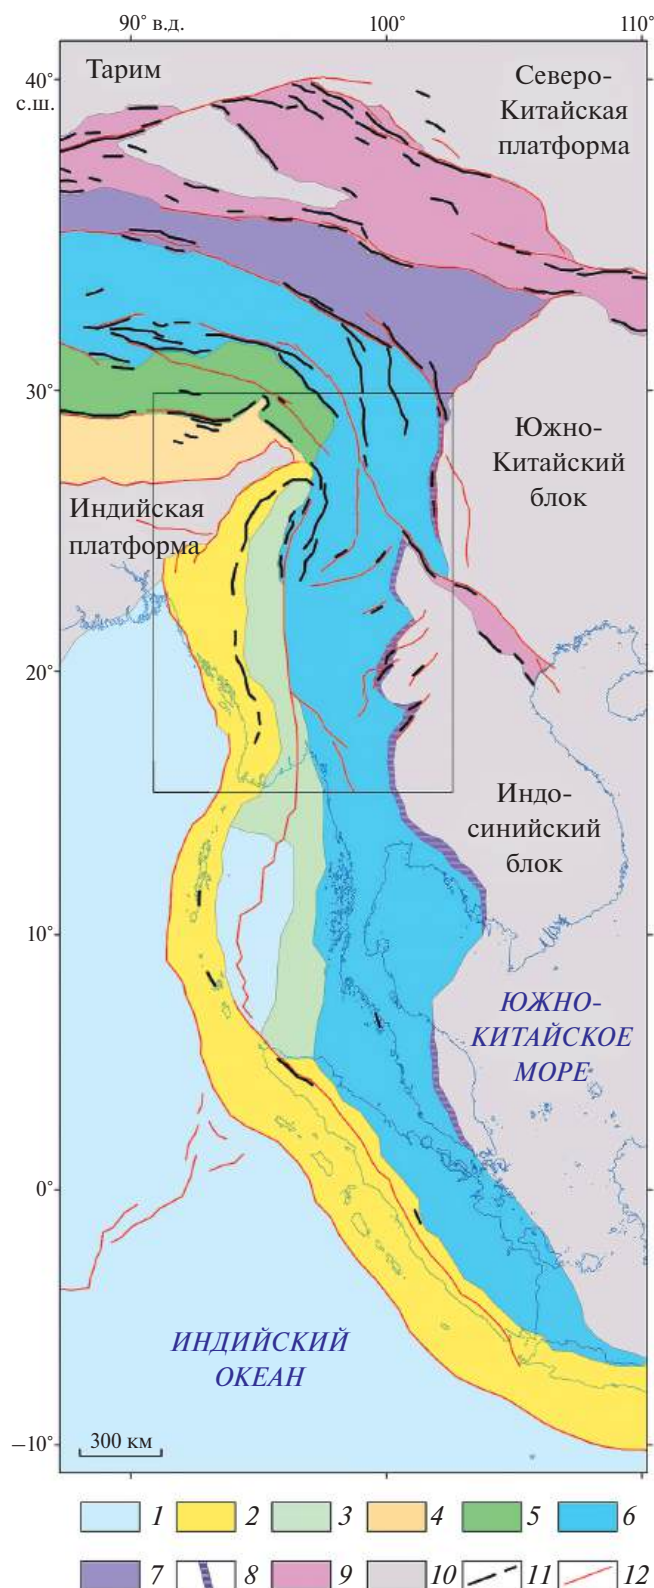 90° в.д.
100°
110°
40°
с.ш.
Тарим
Северо-
Китайская
платформа
30°
Южно-
Китайский
блок
Индийская
платформа
20°
Индо-
синийский
блок
10°
ЮЖНО-
КИТАЙСКОЕ
МОРЕ
0°
ИНДИЙСКИЙ
ОКЕАН
300 км
−10°
1 2 3 4 5 6
7 8 9 10 11 12